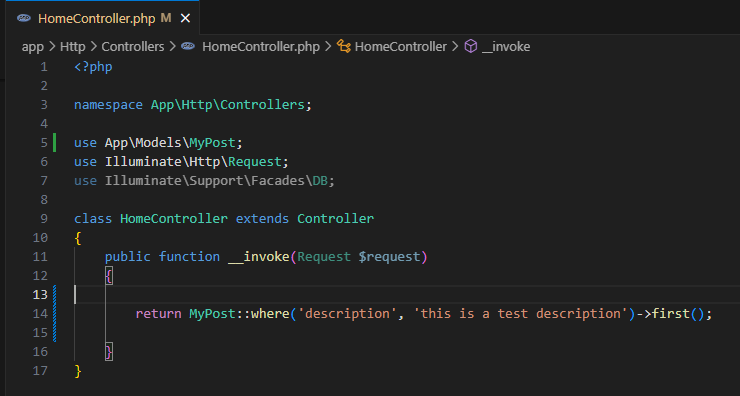 HomeController.php M ×
app > Http > Controllers > HomeController.php > HomeController > __invoke
1 <?php
2
3 namespace App\Http\Controllers;
4
5 use App\Models\MyPost;
6 use Illuminate\Http\Request;
7 use Illuminate\Support\Facades\DB;
8
9 class HomeController extends Controller
10 {
11     public function __invoke(Request $request)
12     {
13
14         return MyPost::where('description', 'this is a test description')->first();
15
16     }
17 }